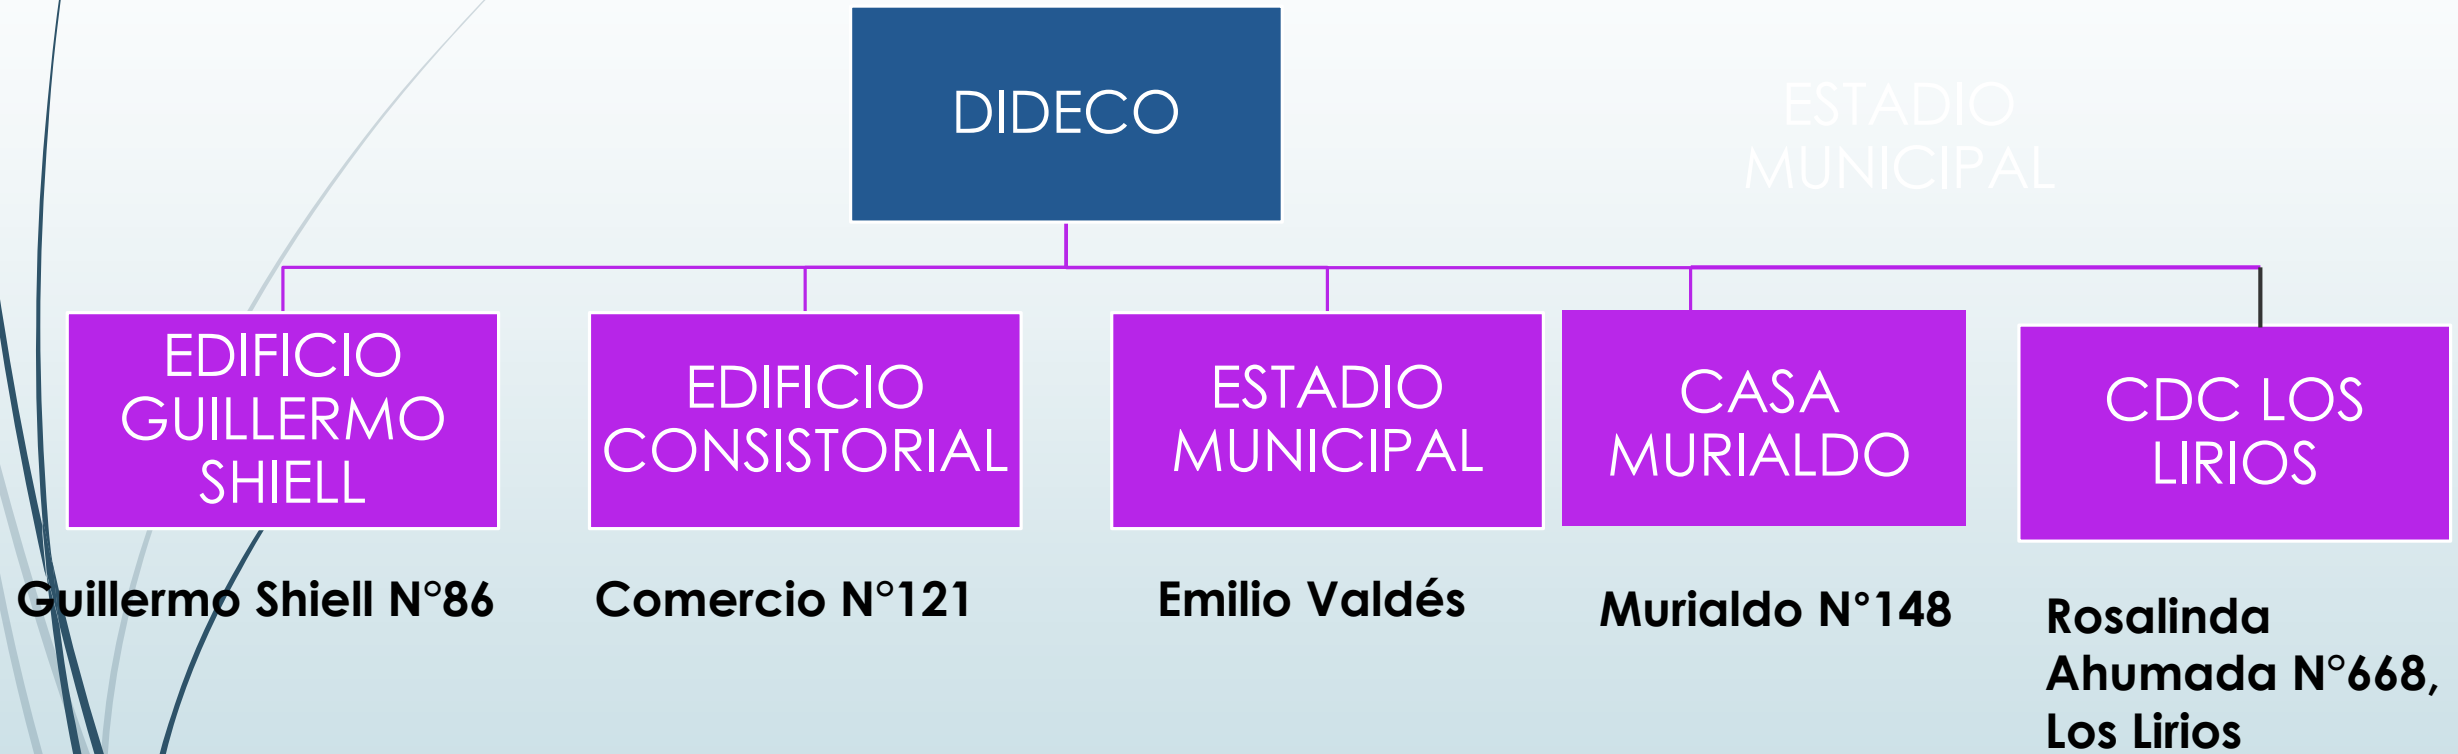 DIDECO
ESTADIO
MUNICIPAL
EDIFICIO
GUILLERMO
SHIELL
EDIFICIO
CONSISTORIAL
ESTADIO
MUNICIPAL
CASA
MURIALDO
CDC LOS
LIRIOS
Guillermo Shiell N°86
Comercio N°121
Emilio Valdés
Murialdo N°148
Rosalinda
Ahumada N°668,
Los Lirios